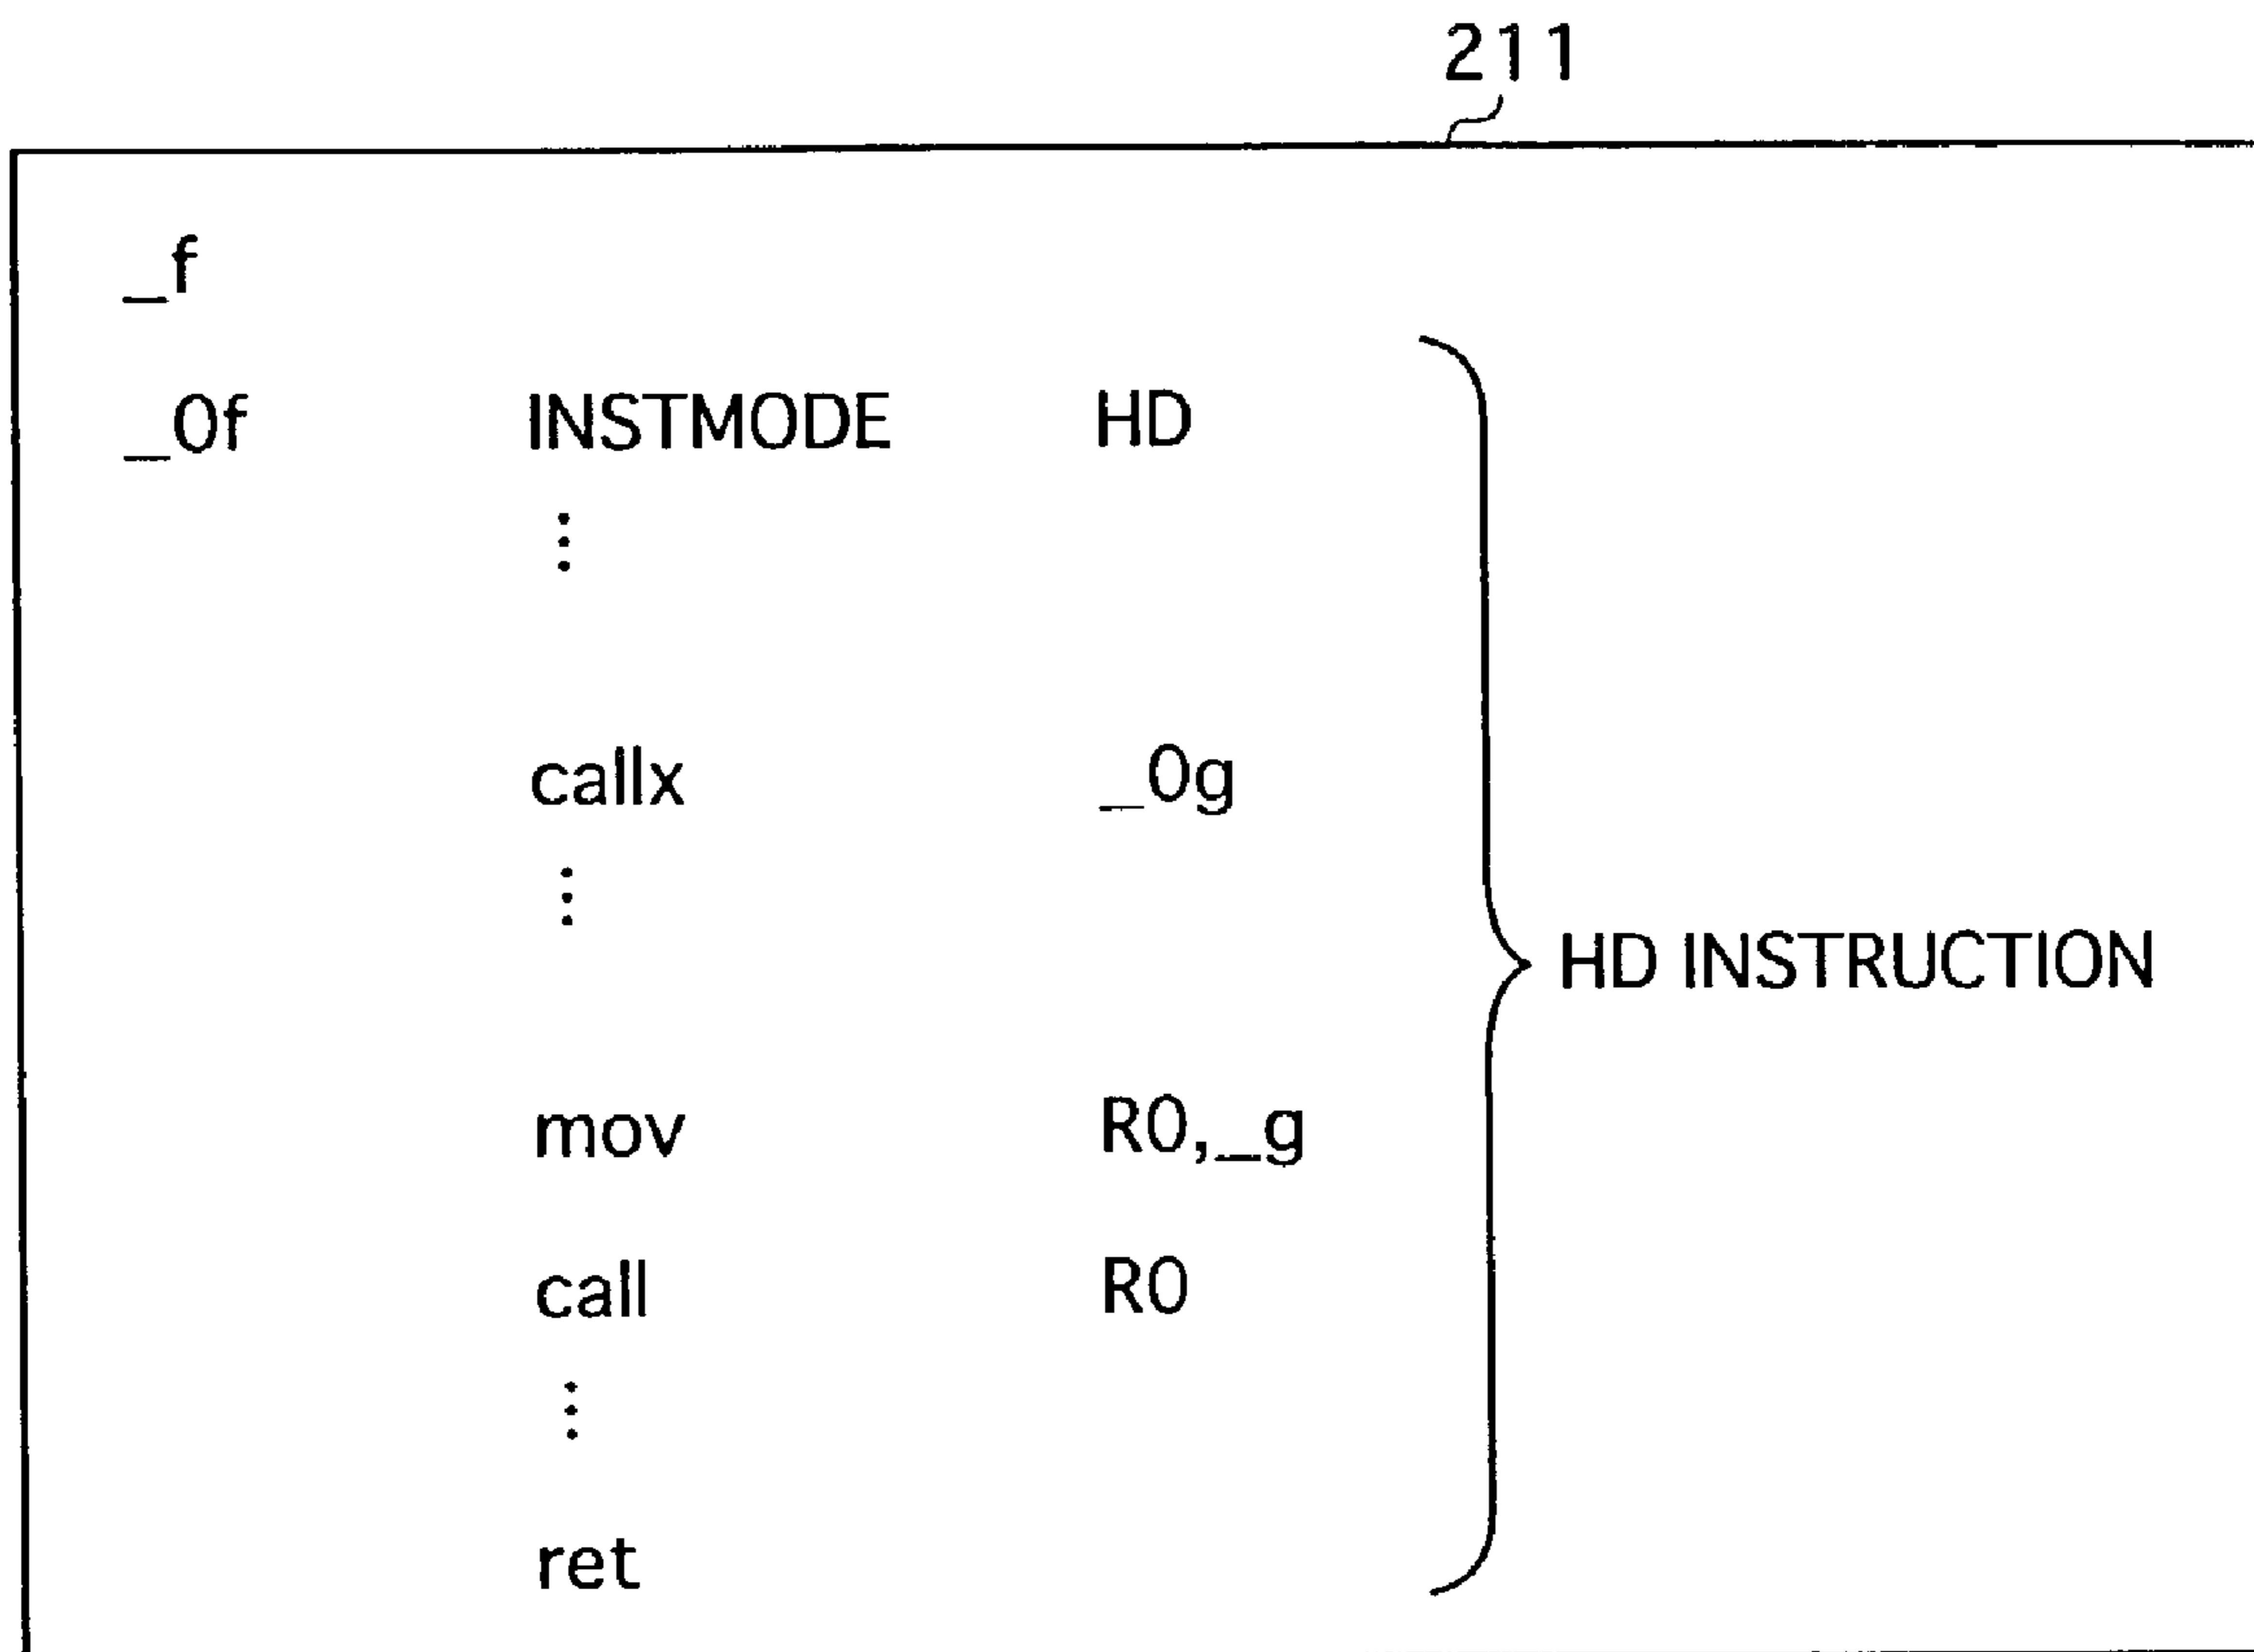 211
_f
_0f INSTMODE HD
⋮
callx _0g
⋮
HD INSTRUCTION
mov R0,_g
call R0
⋮
ret